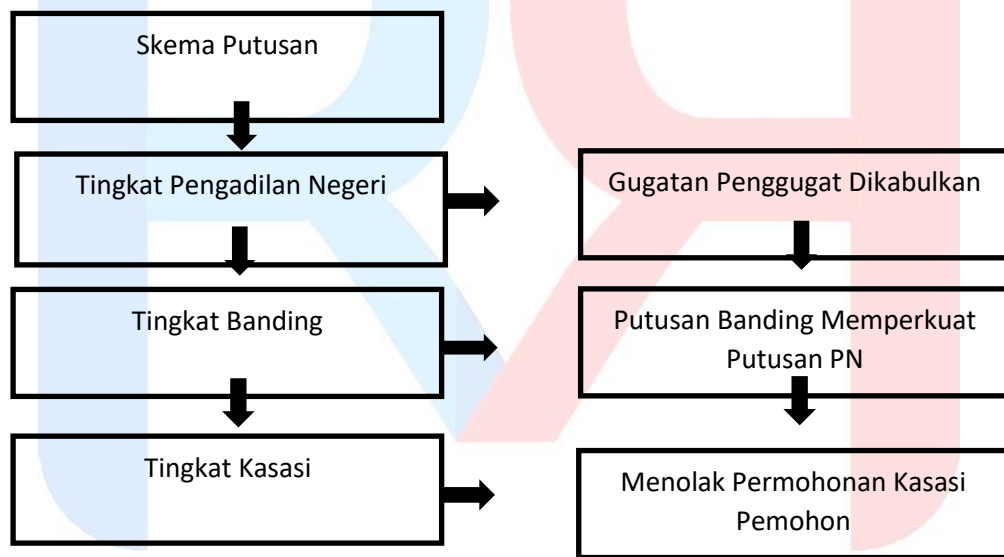 Skema Putusan
Tingkat Pengadilan Negeri
Gugatan Penggugat Dikabulkan
Tingkat Banding
Putusan Banding Memperkuat
Putusan PN
Tingkat Kasasi
Menolak Permohonan Kasasi
Pemohon